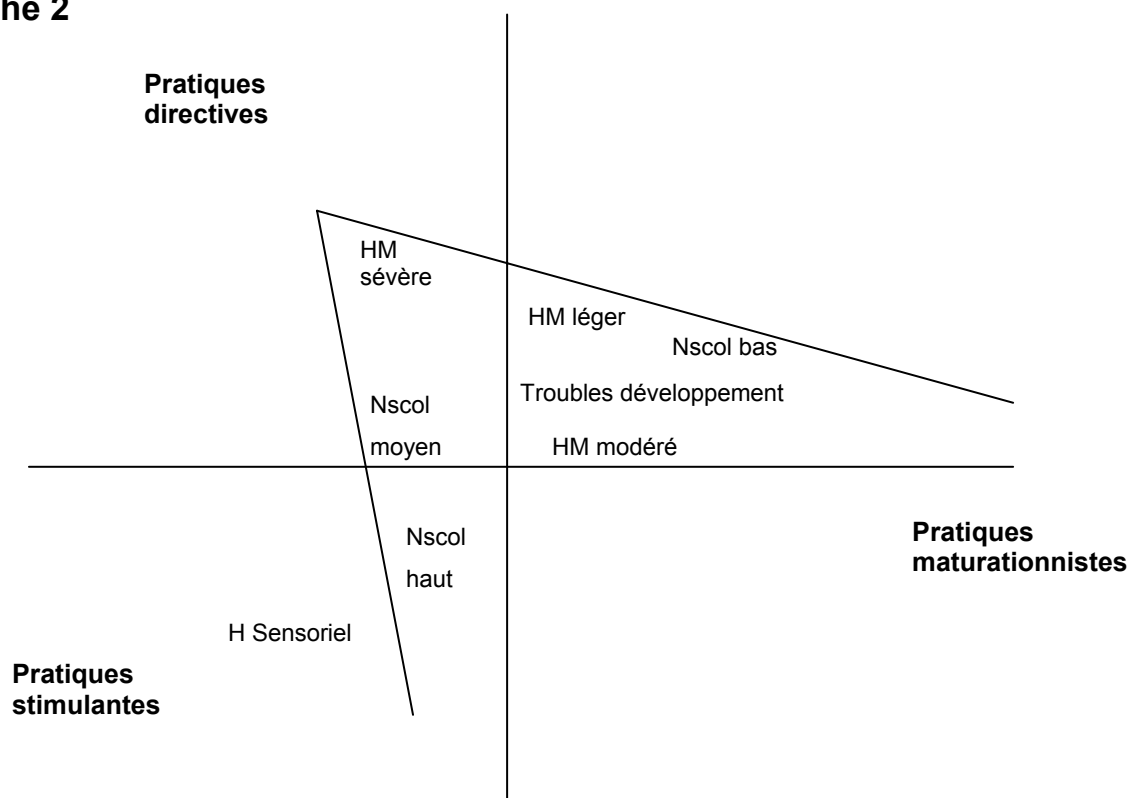 he 2
Pratiques
directives
HM
sévère
HM léger
Nscol bas
Troubles développement
Nscol
moyen
HM modéré
Nscol
haut
Pratiques
maturationnistes
H Sensoriel
Pratiques
stimulantes